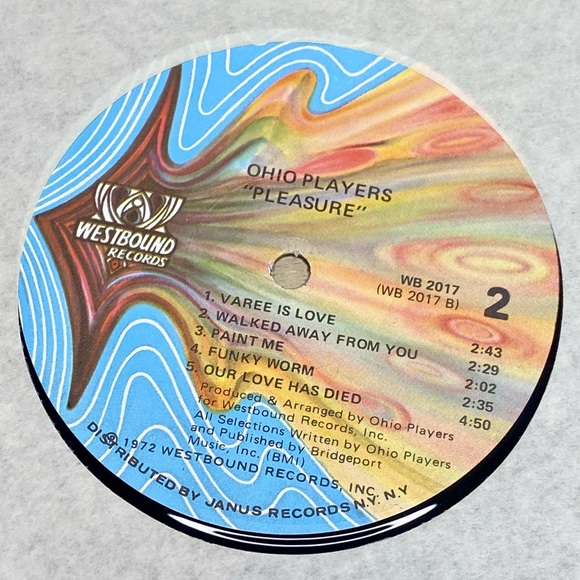 OHIO PLAYERS
"PLEASURE"
WESTBOUND
RECORDS
WB 2017
(WB 2017 B)
2
1. VAREE IS LOVE 2:43
2. WALKED AWAY FROM YOU 2:29
3. PAINT ME 2:02
4. FUNKY WORM 2:35
5. OUR LOVE HAS DIED 4:50
Produced & Arranged by Ohio Players
for Westbound Records, Inc.
All Selections Written by Ohio Players
and Published by Bridgeport
Music, Inc. (BMI)
℗ 1972 WESTBOUND RECORDS, INC.
DISTRIBUTED BY JANUS RECORDS N.Y. N.Y